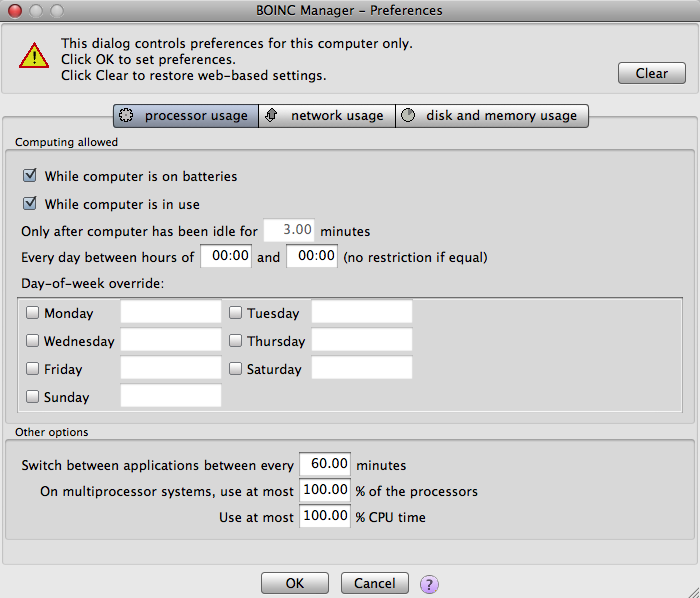 BOINC Manager – Preferences
This dialog controls preferences for this computer only.
Click OK to set preferences.
Click Clear to restore web-based settings.
Clear
processor usage network usage disk and memory usage
Computing allowed
While computer is on batteries
While computer is in use
Only after computer has been idle for 3.00 minutes
Every day between hours of 00:00 and 00:00 (no restriction if equal)
Day-of-week override:
Monday Tuesday
Wednesday Thursday
Friday Saturday
Sunday
Other options
Switch between applications between every 60.00 minutes
On multiprocessor systems, use at most 100.00 % of the processors
Use at most 100.00 % CPU time
OK Cancel ?